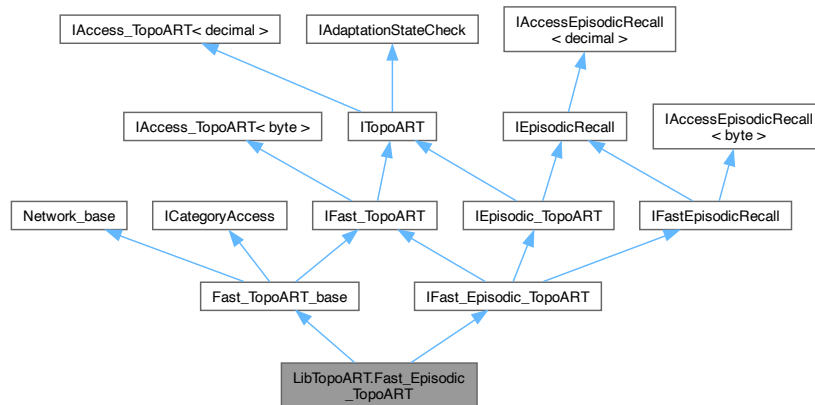 IAccess_TopoART< decimal >
IAdaptationStateCheck
IAccessEpisodicRecall
< decimal >
IAccess_TopoART< byte >
ITopoART
IEpisodicRecall
IAccessEpisodicRecall
< byte >
Network_base
ICategoryAccess
IFast_TopoART
IEpisodic_TopoART
IFastEpisodicRecall
Fast_TopoART_base
IFast_Episodic_TopoART
LibTopoART.Fast_Episodic
_TopoART